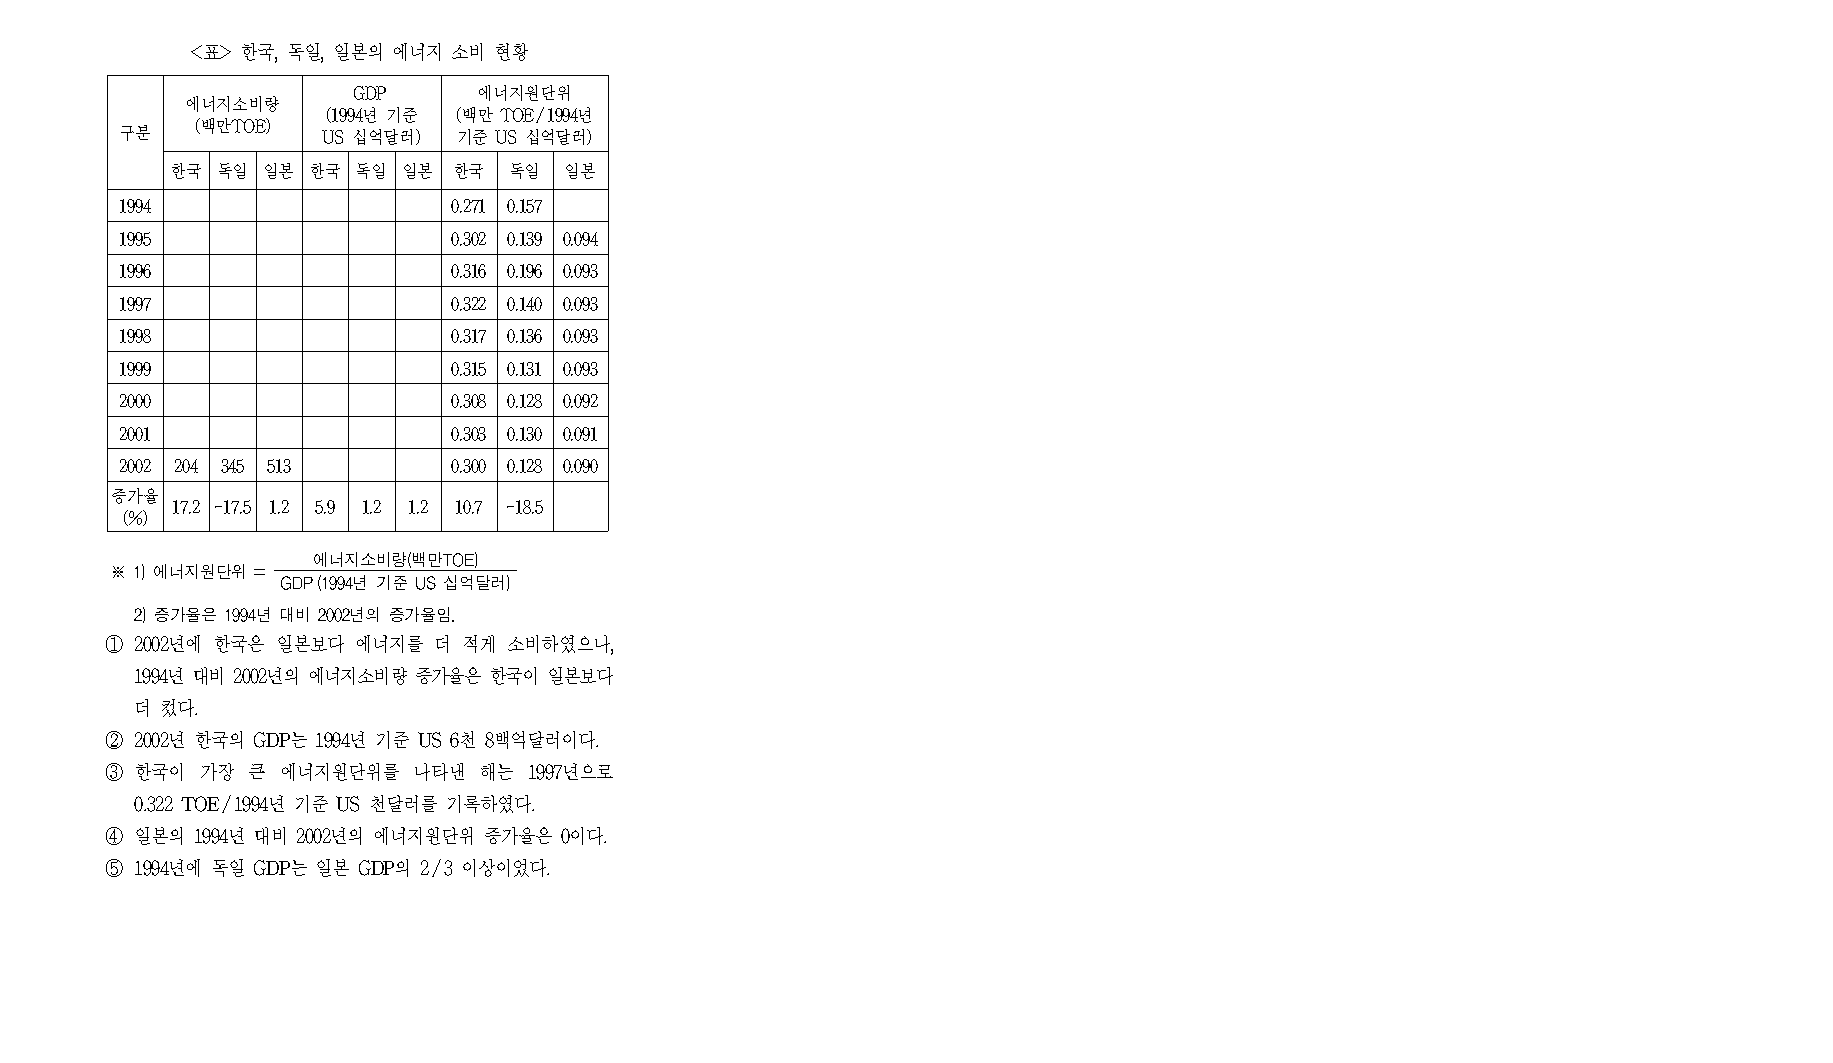 <표> 한국, 독일, 일본의 에너지 소비 현황
구분 에너지소비량 (백만TOE) GDP (1994년 기준 US 십억달러) 에너지원단위 (백만 TOE/1994년 기준 US 십억달러)
한국 독일 일본 한국 독일 일본 한국 독일 일본
1994 0.271 0.157
1995 0.302 0.139 0.094
1996 0.316 0.196 0.093
1997 0.322 0.140 0.093
1998 0.317 0.136 0.093
1999 0.315 0.131 0.093
2000 0.308 0.128 0.092
2001 0.303 0.130 0.091
2002 204 345 513 0.300 0.128 0.090
증가율 (%) 17.2 -17.5 1.2 5.9 1.2 1.2 10.7 -18.5
※ 1) 에너지원단위 = 에너지소비량(백만TOE)
GDP(1994년 기준 US 십억달러)
2) 증가율은 1994년 대비 2002년의 증가율임.
① 2002년에 한국은 일본보다 에너지를 더 적게 소비하였으나,
1994년 대비 2002년의 에너지소비량 증가율은 한국이 일본보다
더 컸다.
② 2002년 한국의 GDP는 1994년 기준 US 6천 8백억달러이다.
③ 한국이 가장 큰 에너지원단위를 나타낸 해는 1997년으로
0.322 TOE/1994년 기준 US 천달러를 기록하였다.
④ 일본의 1994년 대비 2002년의 에너지원단위 증가율은 0이다.
⑤ 1994년에 독일 GDP는 일본 GDP의 2/3 이상이었다.